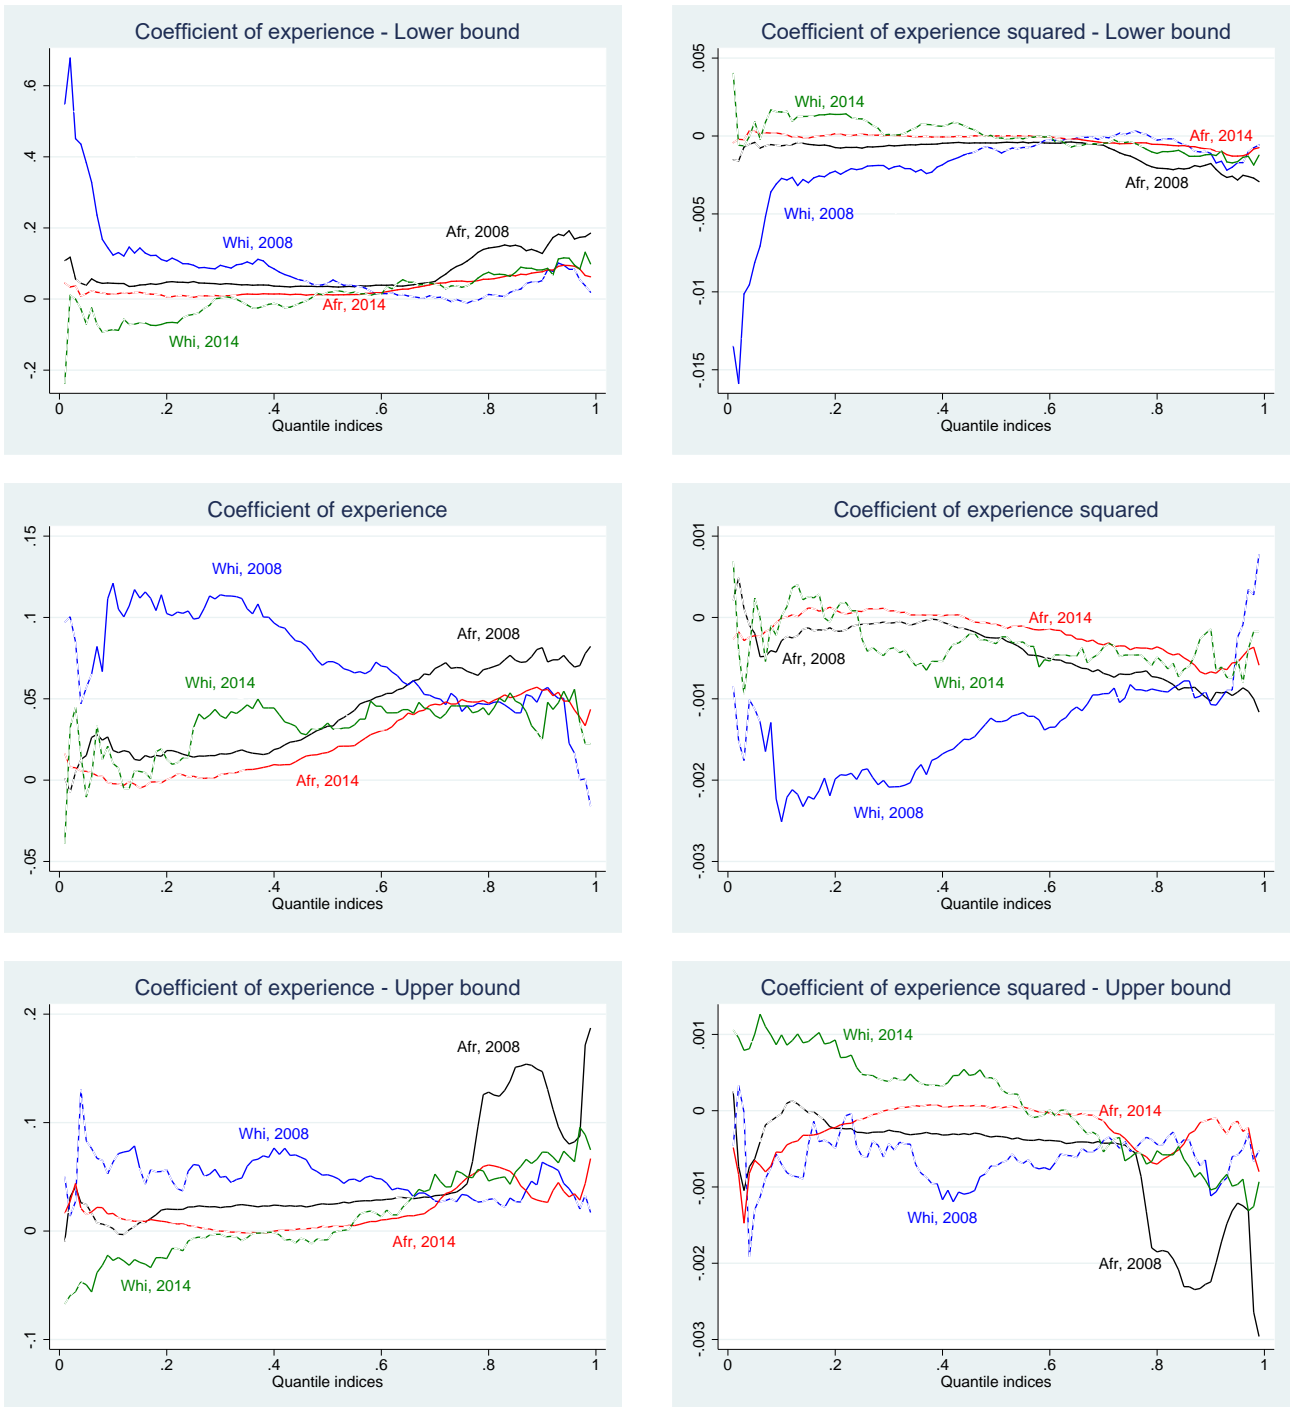 Coefficient of experience - Lower bound
.6
.4
.2
0
-.2
Whi, 2008
Afr, 2008
Afr, 2014
Whi, 2014
0 .2 .4 .6 .8 1
Quantile indices
Coefficient of experience squared - Lower bound
.005
0
-.005
-.01
-.015
Whi, 2014
Afr, 2014
Afr, 2008
Whi, 2008
0 .2 .4 .6 .8 1
Quantile indices
Coefficient of experience
.15
.1
.05
0
-.05
Whi, 2008
Afr, 2008
Whi, 2014
Afr, 2014
0 .2 .4 .6 .8 1
Quantile indices
Coefficient of experience squared
.001
0
-.001
-.002
-.003
Afr, 2014
Afr, 2008
Whi, 2014
Whi, 2008
0 .2 .4 .6 .8 1
Quantile indices
Coefficient of experience - Upper bound
.2
.1
0
-.1
Afr, 2008
Whi, 2008
Afr, 2014
Whi, 2014
0 .2 .4 .6 .8 1
Quantile indices
Coefficient of experience squared - Upper bound
.001
0
-.001
-.002
-.003
Whi, 2014
Afr, 2014
Whi, 2008
Afr, 2008
0 .2 .4 .6 .8 1
Quantile indices